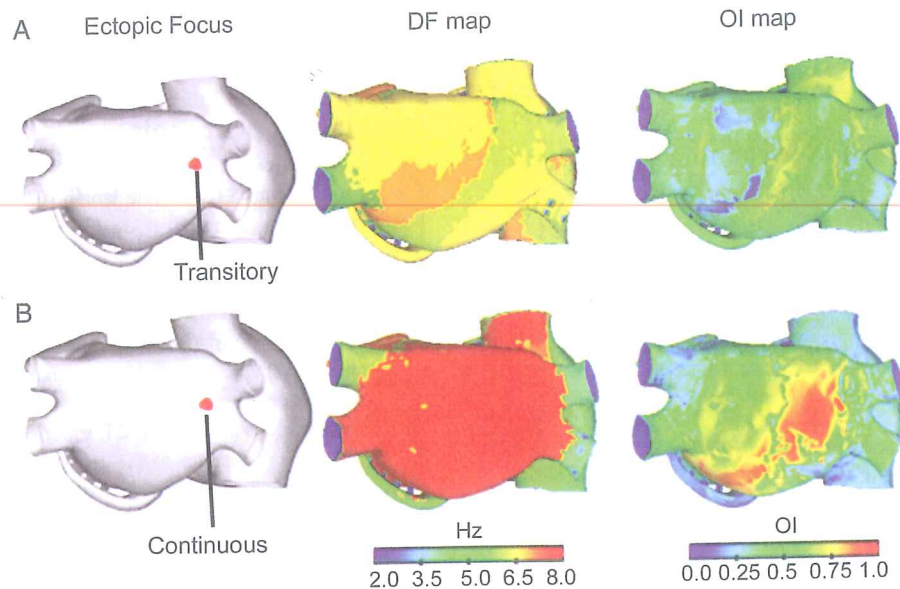 A
Ectopic Focus
DF map
OI map
Transitory
B
Continuous
Hz
2.0 3.5 5.0 6.5 8.0
OI
0.0 0.25 0.5 0.75 1.0